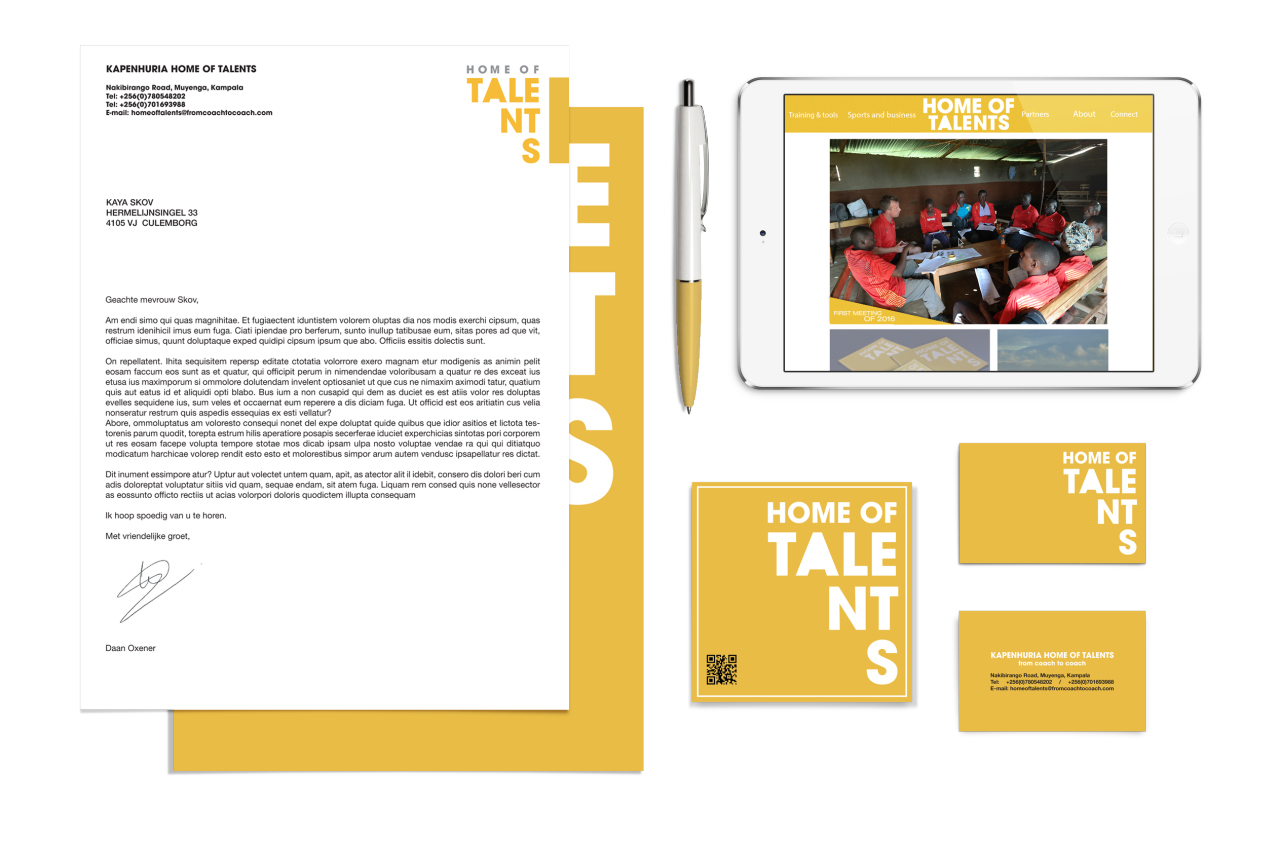 KAPENHURIA HOME OF TALENTS
Nakibirango Road, Muyenga, Kampala
Tel: +256(0)780548202
Tel: +256(0)701693988
E-mail: homeoftalents@fromcoachtocoach.com
HOME OF
TALE
NT
S
KAYA SKOV
HERMELIJNSINGEL 33
4105 VJ CULEMBORG
Geachte mevrouw Skov,
Am endi simo qui quas magnihitae. Et fugiaectent iduntistem volorem oluptas dia nos modis exerchi cipsum, quas
restrum idenihicil imus eum fuga. Ciati ipiendae pro berferum, sunto inullup tatibusae eum, sitas pores ad que vit,
officiae simus, quunt doluptaque exped quidipi cipsum ipsum que abo. Officiis essitis dolectis sunt.
On repellatent. Ihita sequisitem repersp editate ctotatia volorrore exero magnam etur modigenis as animin pelit
eosam faccum eos sunt as et quatur, qui officipit perum in nimendendae voloribusam a quatur re des exceat ius
etusa ius maximporum si ommolore dolutendam invelent optiosaniet ut que cus ne nimaxim aximodi tatur, quatium
quis aut eatus id et aliquidi opti blabo. Bus ium a non cusapid qui dem as duciet es est atiis volor res doluptas
evelles sequidene ius, sum veles et occaernat eum reperere a dis diciam fuga. Ut officid est eos aritiatin cus velia
nonseratur restrum quis aspedis essequias ex esti vellatur?
Abore, ommoluptatus am voloresto consequi nonet del expe doluptat quide quibus que idior asitios et lictota tes-
torenis parum quodit, torepta estrum hilis aperatiore posapis secerferae iduciet experchicias sintotas pori corporem
ut res eosam facepe volupta tempore stotae mos dicab ipsam ulpa nosto voluptae vendae ra qui qui ditiatquo
modicatum harchicae volorep rendit esto esto et molorestibus simpor arum autem vendusc ipsapellatur res dictat.
Dit inument essimpore atur? Uptur aut volectet untem quam, apit, as atector alit il idebit, consero dis dolori beri cum
adis doloreptat voluptatur sitiis vid quam, sequae endam, sit atem fuga. Liquam rem consed quis none vellesector
as eossunto officto rectiis ut acias volorpori doloris quodictem illupta consequam
Ik hoop spoedig van u te horen.
Met vriendelijke groet,
Daan Oxener
E
T
S
Training & tools Sports and business HOME OF TALENTS Partners About Connect
FIRST MEETING
OF 2016
HOME OF
TALE
NT
S
HOME OF
TALE
NT
S
KAPENHURIA HOME OF TALENTS
from coach to coach
Nakibirango Road, Muyenga, Kampala
Tel: +256(0)780548202 / +256(0)701693988
E-mail: homeoftalents@fromcoachtocoach.com